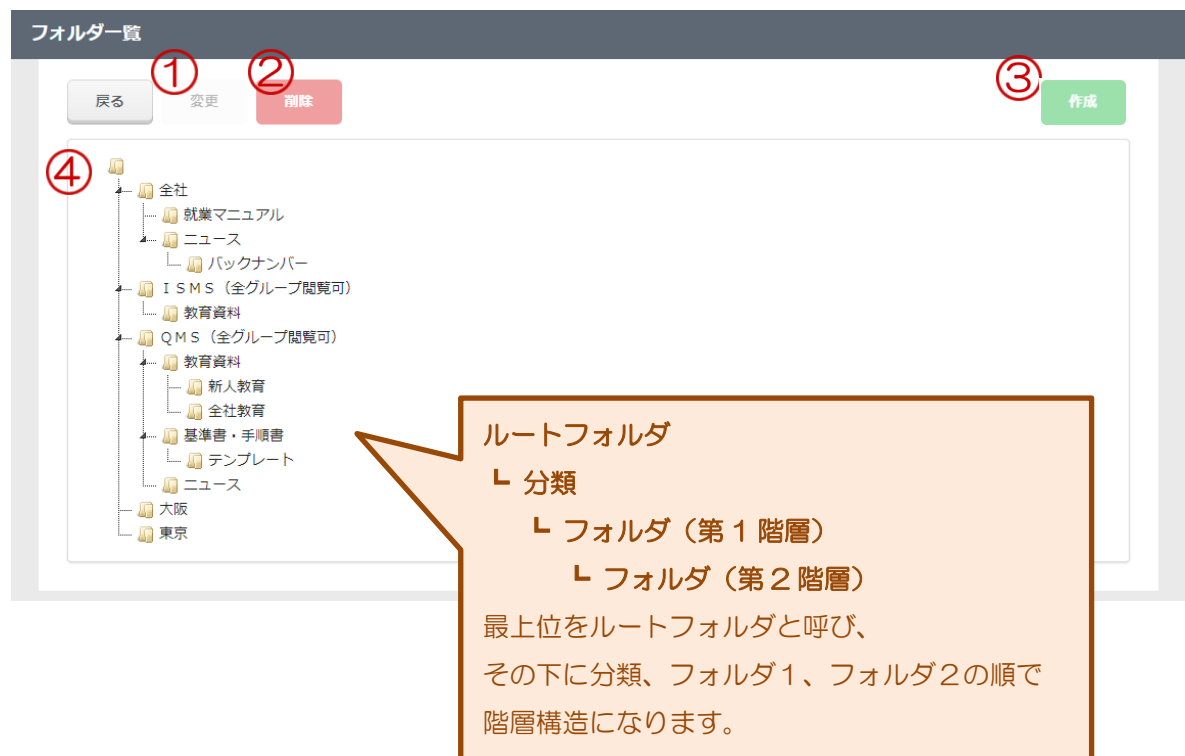 フォルダ一覧
① ② ③
戻る 変更 削除 作成
④
全社
就業マニュアル
ニュース
バックナンバー
ISMS(全グループ閲覧可)
教育資料
QMS(全グループ閲覧可)
教育資料
新人教育
全社教育
基準書・手順書
テンプレート
ニュース
大阪
東京
ルートフォルダ
┗ 分類
┗ フォルダ(第1階層)
┗ フォルダ(第2階層)
最上位をルートフォルダと呼び、
その下に分類、フォルダ1、フォルダ2の順で
階層構造になります。